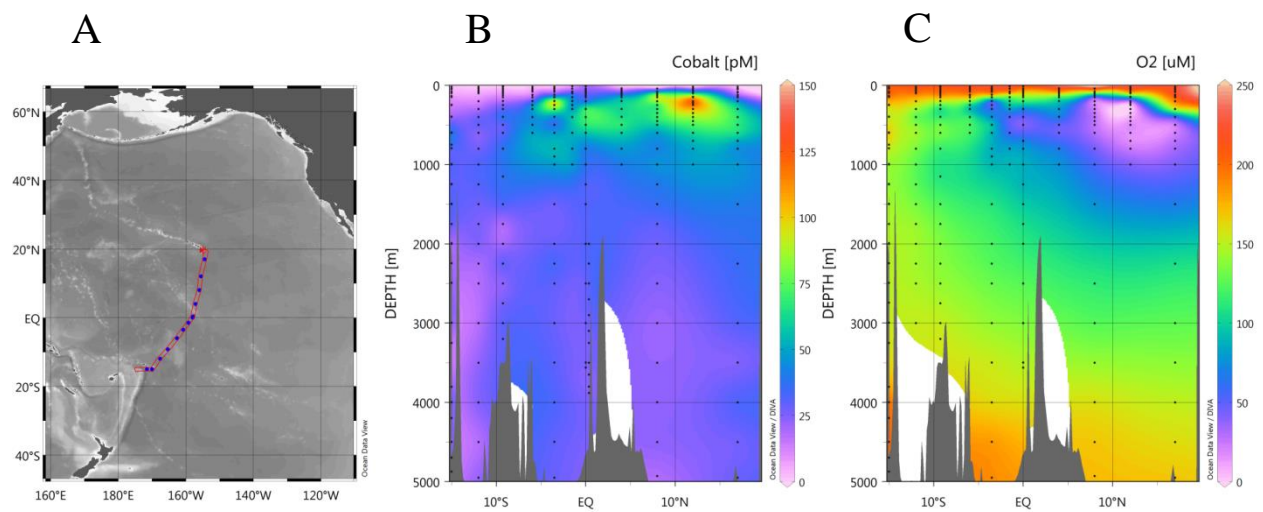 A
B
C
Cobalt [pM]
O2 [uM]
60°N
40°N
20°N
EQ
20°S
40°S
160°E
180°E
160°W
140°W
120°W
Ocean Data View
DEPTH [m]
0
1000
2000
3000
4000
5000
10°S
EQ
10°N
150
125
100
75
50
25
0
Ocean Data View / DIVA
DEPTH [m]
0
1000
2000
3000
4000
5000
10°S
EQ
10°N
250
200
150
100
50
0
Ocean Data View / DIVA